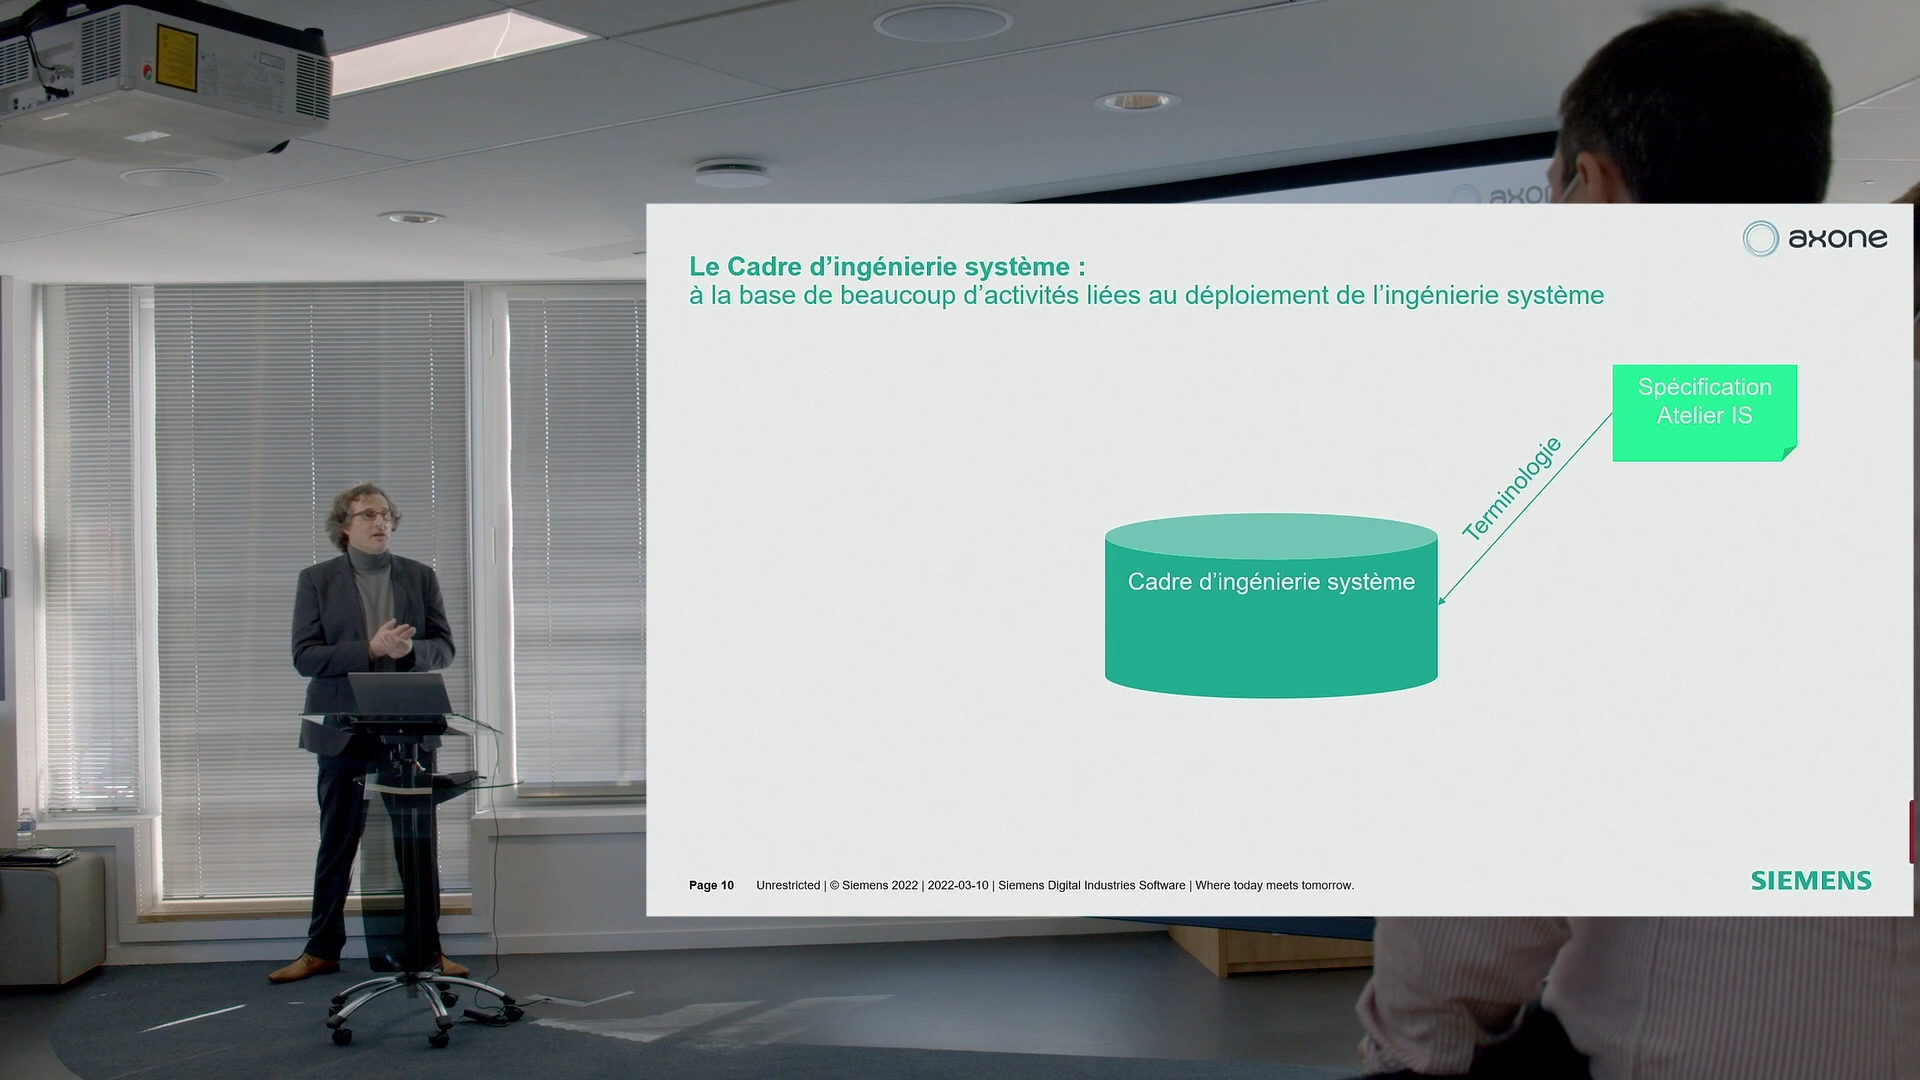 axone
axone
Le Cadre d’ingénierie système :
à la base de beaucoup d’activités liées au déploiement de l’ingénierie système
Spécification
Atelier IS
Terminologie
Cadre d’ingénierie système
Page 10 Unrestricted | © Siemens 2022 | 2022-03-10 | Siemens Digital Industries Software | Where today meets tomorrow.
SIEMENS